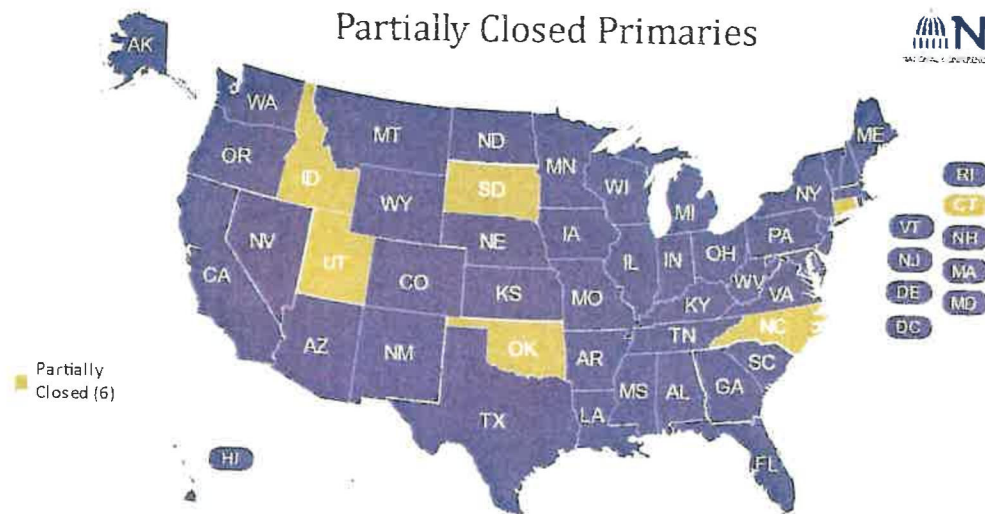 Partially Closed Primaries
N
AK
WA
MT
ND
MN
ME
OR
ID
SD
WI
NY
RI
WY
MI
CT
IA
PA
VT
NH
NV
NE
OH
NJ
MA
UT
IL
IN
CA
CO
WV
VA
DE
MD
KS
MO
KY
DC
NC
TN
OK
AZ
NM
AR
SC
Partially
Closed (6)
MS
AL
GA
TX
LA
HI
FL